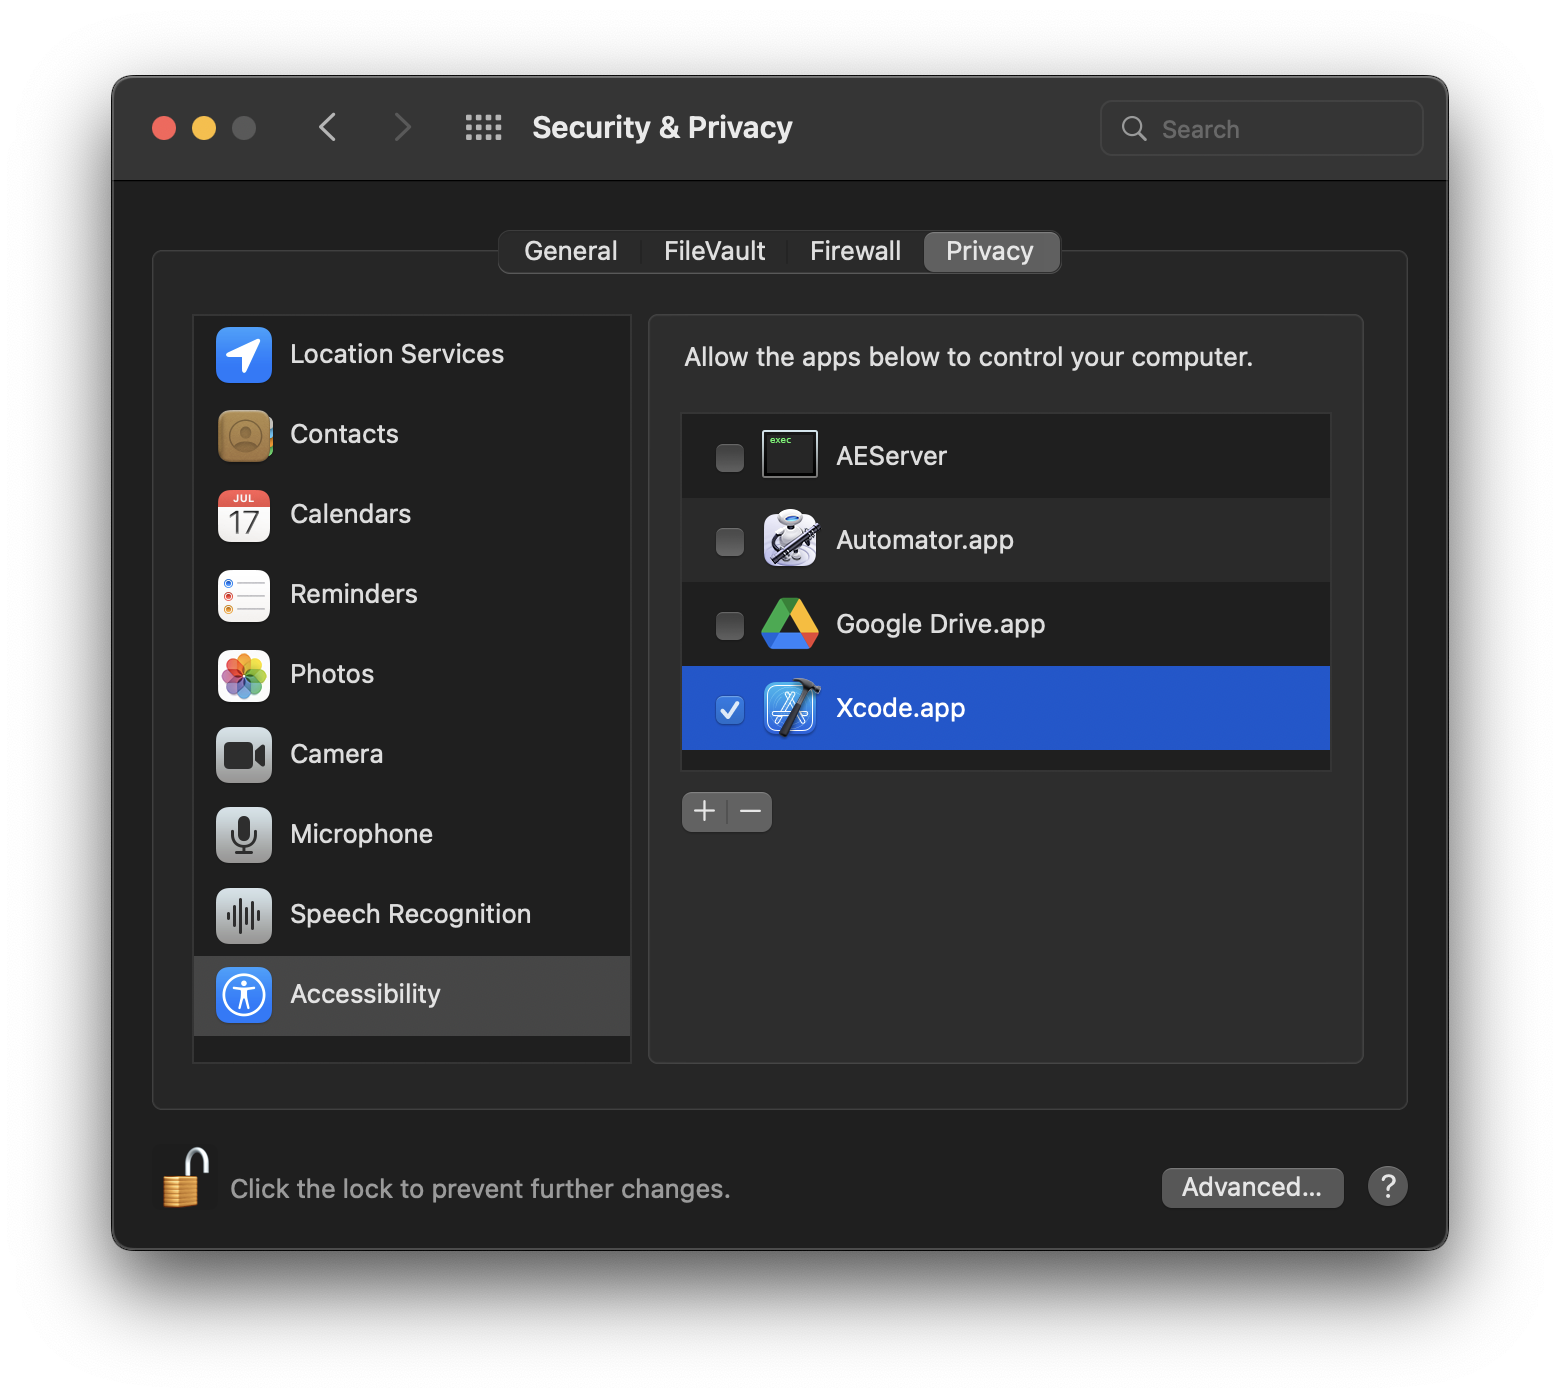 Security & Privacy
Search
General
FileVault
Firewall
Privacy
Location Services
Contacts
JUL
17
Calendars
Reminders
Photos
Camera
Microphone
Speech Recognition
Accessibility
Allow the apps below to control your computer.
exec
AEServer
Automator.app
Google Drive.app
Xcode.app
Click the lock to prevent further changes.
Advanced...
?